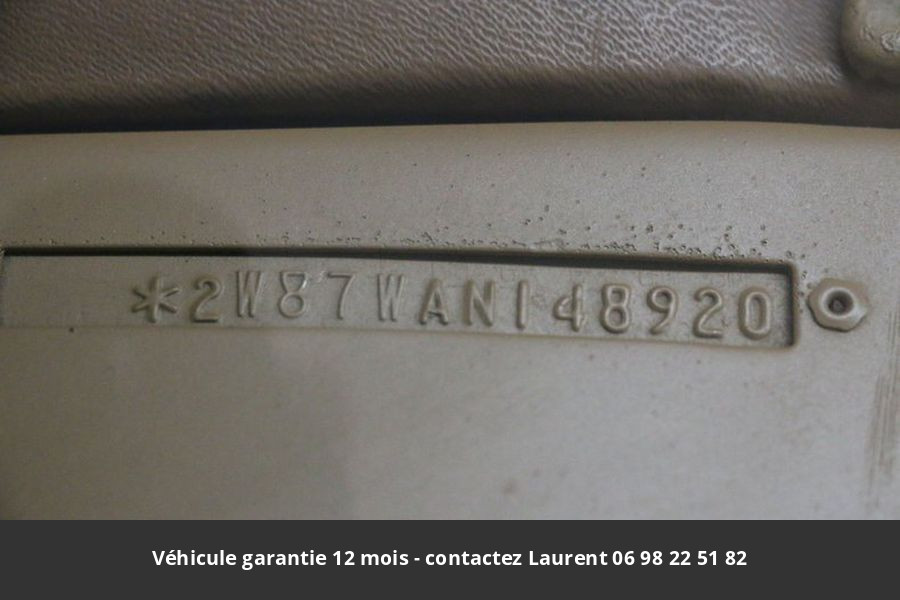 *2W87WAN148920
Véhicule garantie 12 mois - contactez Laurent 06 98 22 51 82